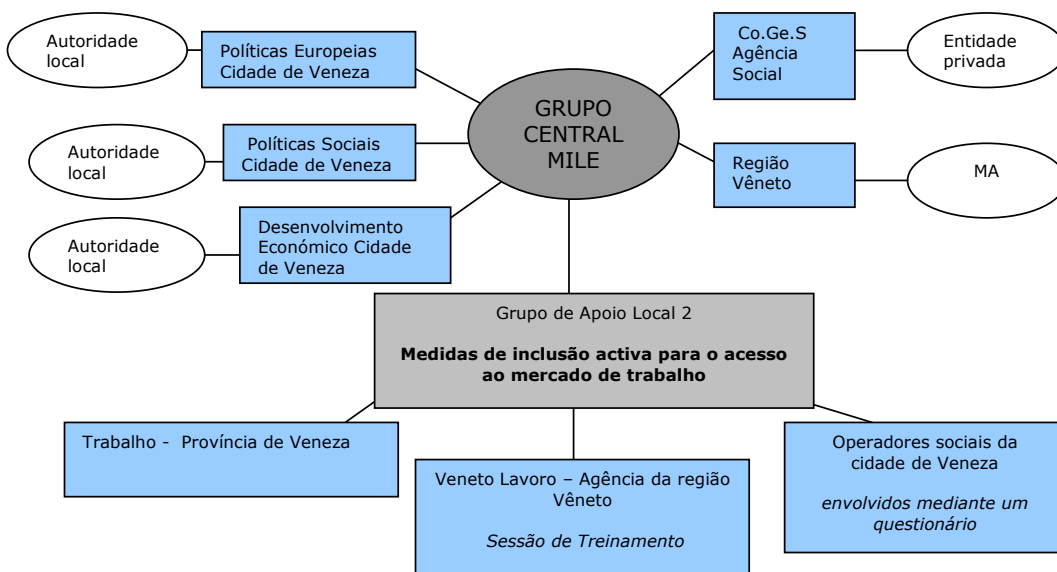 Autoridade
local
Políticas Europeias
Cidade de Veneza
Co.Ge.S
Agência
Social
Entidade
privada
GRUPO
CENTRAL
MILE
Autoridade
local
Políticas Sociais
Cidade de Veneza
Região
Vêneto
MA
Autoridade
local
Desenvolvimento
Económico Cidade
de Veneza
Grupo de Apoio Local 2
Medidas de inclusão activa para o acesso
ao mercado de trabalho
Trabalho - Província de Veneza
Veneto Lavoro – Agência da região
Vêneto
Sessão de Treinamento
Operadores sociais da
cidade de Veneza
envolvidos mediante um
questionário